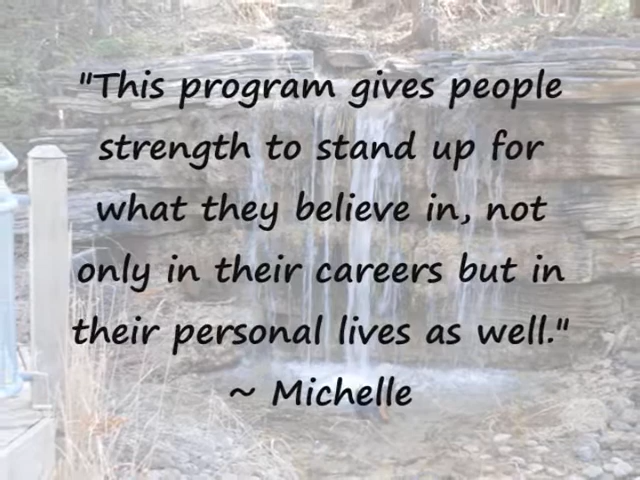 "This program gives people
strength to stand up for
what they believe in, not
only in their careers but in
their personal lives as well."
~ Michelle